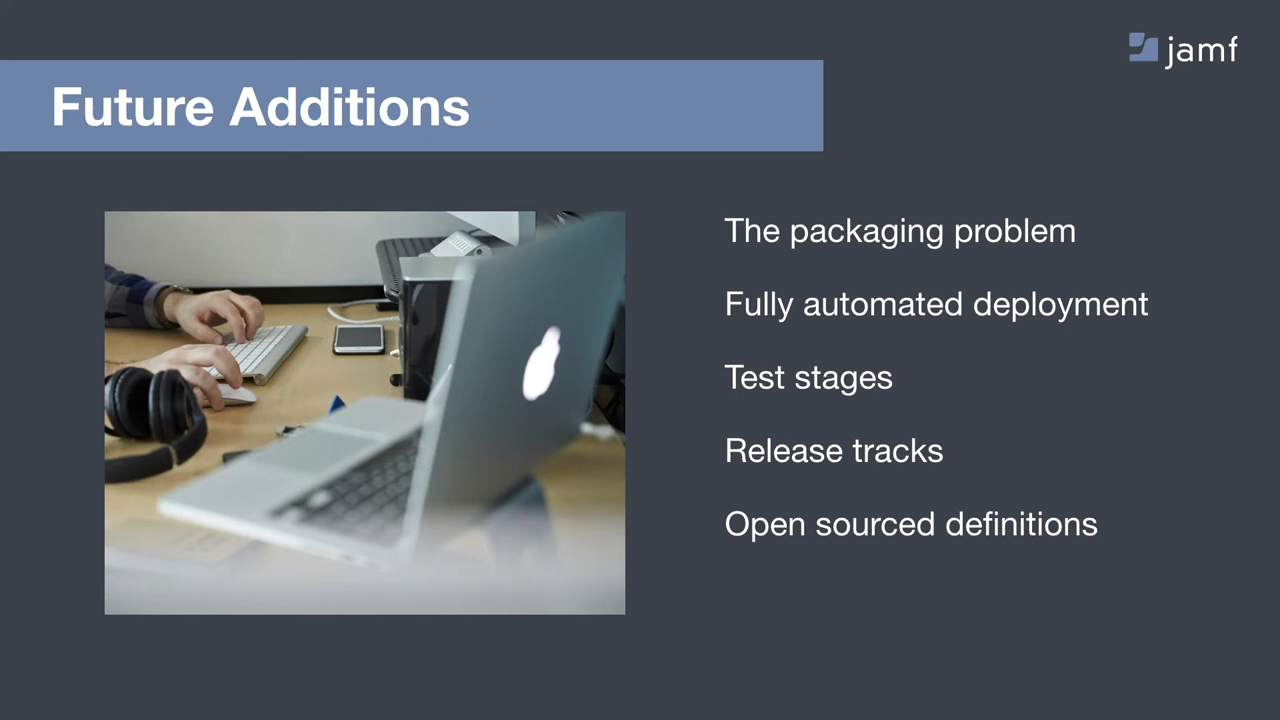 jamf
Future Additions
The packaging problem
Fully automated deployment
Test stages
Release tracks
Open sourced definitions